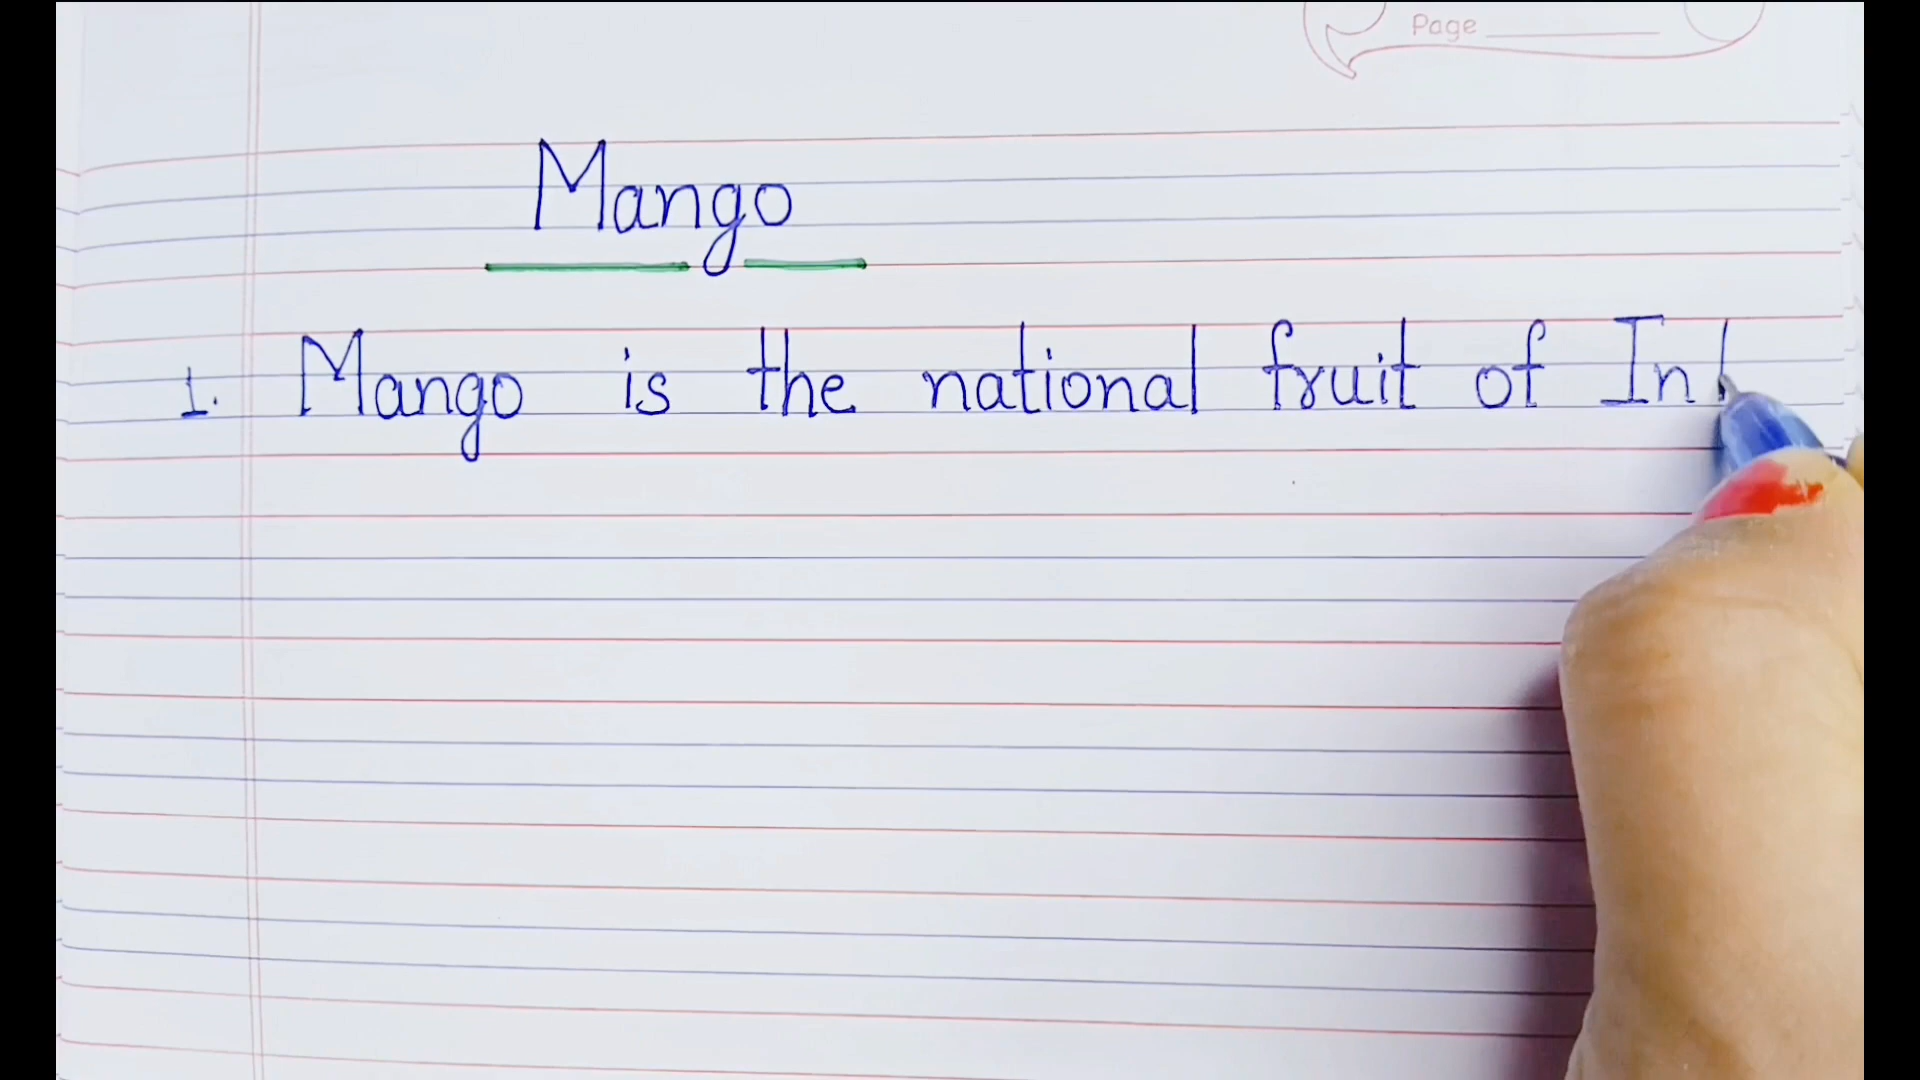 Page
Mango
1. Mango is the national fruit of In